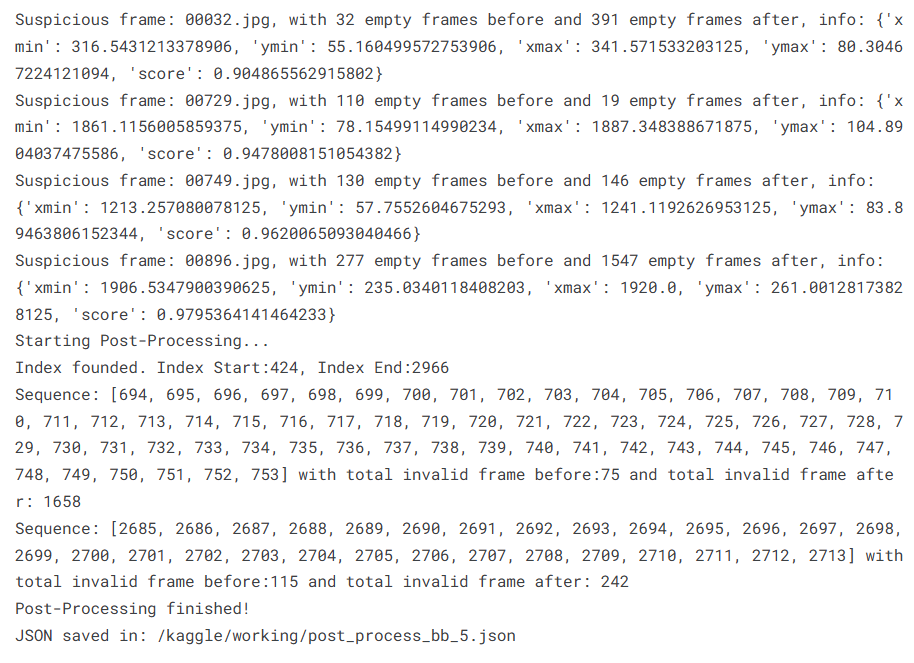 Suspicious frame: 00032.jpg, with 32 empty frames before and 391 empty frames after, info: {'x
min': 316.5431213378906, 'ymin': 55.160499572753906, 'xmax': 341.571533203125, 'ymax': 80.3046
7224121094, 'score': 0.904865562915802}
Suspicious frame: 00729.jpg, with 110 empty frames before and 19 empty frames after, info: {'x
min': 1861.1156005859375, 'ymin': 78.15499114990234, 'xmax': 1887.348388671875, 'ymax': 104.89
04037475586, 'score': 0.9478008151054382}
Suspicious frame: 00749.jpg, with 130 empty frames before and 146 empty frames after, info:
{'xmin': 1213.257080078125, 'ymin': 57.7552604675293, 'xmax': 1241.1192626953125, 'ymax': 83.8
9463806152344, 'score': 0.9620065093040466}
Suspicious frame: 00896.jpg, with 277 empty frames before and 1547 empty frames after, info:
{'xmin': 1906.5347900390625, 'ymin': 235.0340118408203, 'xmax': 1920.0, 'ymax': 261.0012817382
8125, 'score': 0.9795364141464233}
Starting Post-Processing...
Index founded. Index Start:424, Index End:2966
Sequence: [694, 695, 696, 697, 698, 699, 700, 701, 702, 703, 704, 705, 706, 707, 708, 709, 71
0, 711, 712, 713, 714, 715, 716, 717, 718, 719, 720, 721, 722, 723, 724, 725, 726, 727, 728, 7
29, 730, 731, 732, 733, 734, 735, 736, 737, 738, 739, 740, 741, 742, 743, 744, 745, 746, 747,
748, 749, 750, 751, 752, 753] with total invalid frame before:75 and total invalid frame afte
r: 1658
Sequence: [2685, 2686, 2687, 2688, 2689, 2690, 2691, 2692, 2693, 2694, 2695, 2696, 2697, 2698,
2699, 2700, 2701, 2702, 2703, 2704, 2705, 2706, 2707, 2708, 2709, 2710, 2711, 2712, 2713] with
total invalid frame before:115 and total invalid frame after: 242
Post-Processing finished!
JSON saved in: /kaggle/working/post_process_bb_5.json